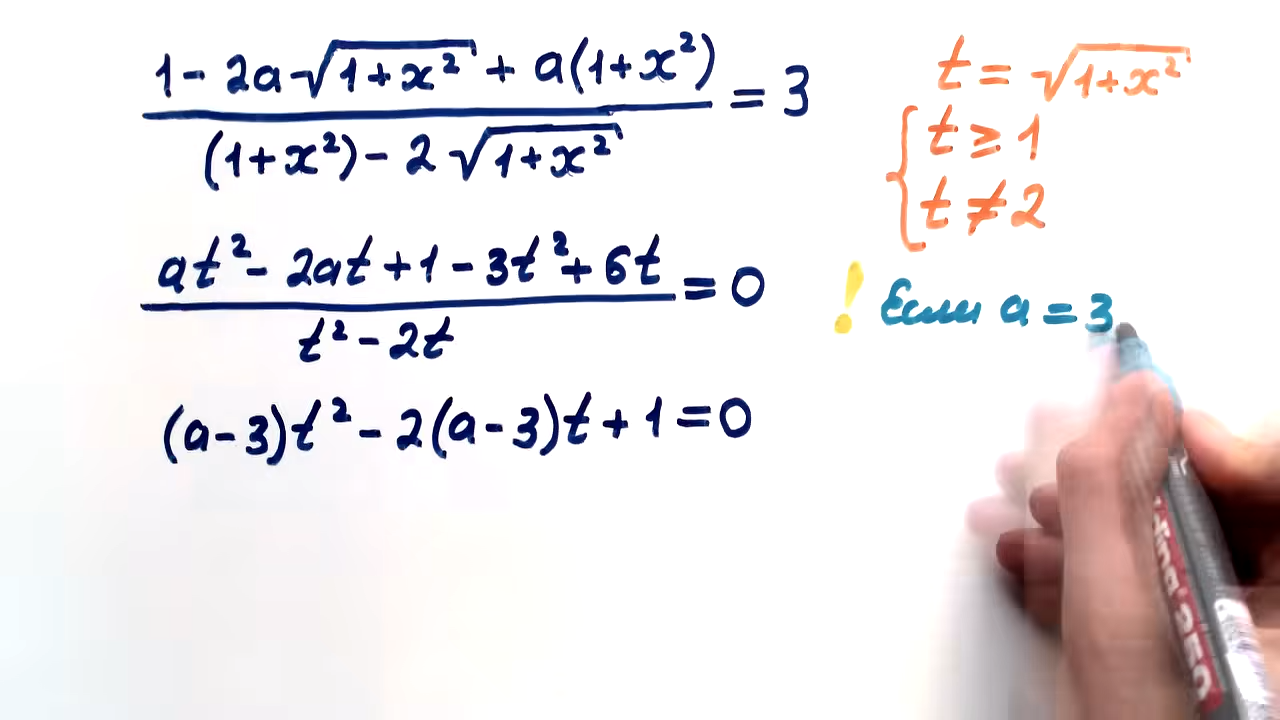 (1 - 2a√(1+x²) + a(1+x²)) / ((1+x²) - 2√(1+x²)) = 3
(at² - 2at + 1 - 3t² + 6t) / (t² - 2t) = 0
(a-3)t² - 2(a-3)t + 1 = 0
t = √(1+x²)
{ t ≥ 1
t ≠ 2
! Если a = 3